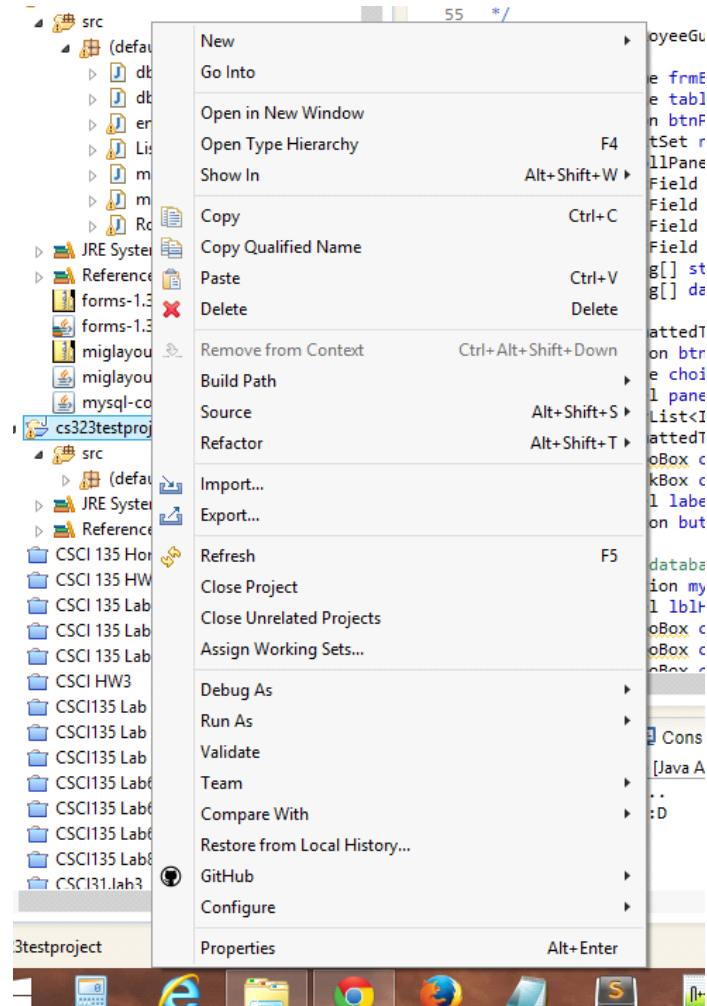 src
(defau
db
db
en
Lis
m
m
Ro
JRE Syster
Reference
forms-1.3
forms-1.3
miglayou
miglayou
mysql-co
cs323testproj
src
(defau
JRE Syster
Reference
CSCI 135 Hor
CSCI 135 HW
CSCI 135 Lab
CSCI 135 Lab
CSCI 135 Lab
CSCI HW3
CSCI135 Lab
CSCI135 Lab
CSCI135 Lab
CSCI135 Lab6
CSCI135 Lab6
CSCI135 Lab6
CSCI135 Lab8
CSCI31.lab3
3testproject
New
Go Into
Open in New Window
Open Type Hierarchy F4
Show In Alt+Shift+W
Copy Ctrl+C
Copy Qualified Name
Paste Ctrl+V
Delete Delete
Remove from Context Ctrl+Alt+Shift+Down
Build Path
Source Alt+Shift+S
Refactor Alt+Shift+T
Import...
Export...
Refresh F5
Close Project
Close Unrelated Projects
Assign Working Sets...
Debug As
Run As
Validate
Team
Compare With
Restore from Local History...
GitHub
Configure
Properties Alt+Enter
55 */
oyeeGu
e frmE
e tabl
n btnP
tSet r
llPane
Field
Field
Field
Field
g[] st
g[] da
attedT
on btn
e choi
l pane
List<I
attedT
oBox c
kBox c
l labe
on but
databa
ion my
l lblH
oBox c
oBox c
oBox c
Cons
[Java A
..
:D